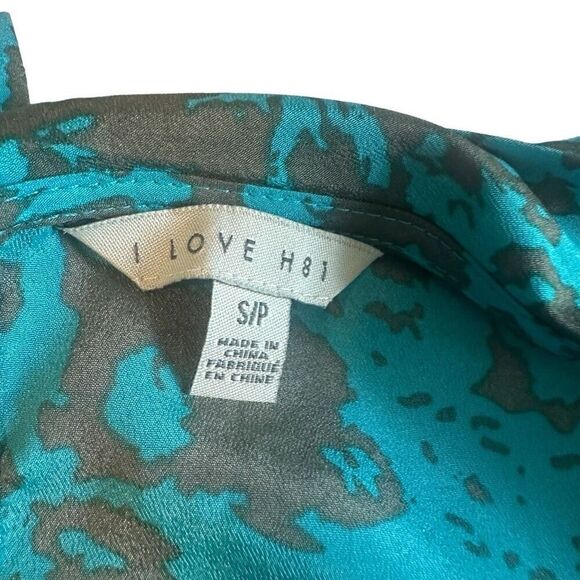 I LOVE H81
S/P
MADE IN
CHINA
FABRIQUÉ
EN CHINE